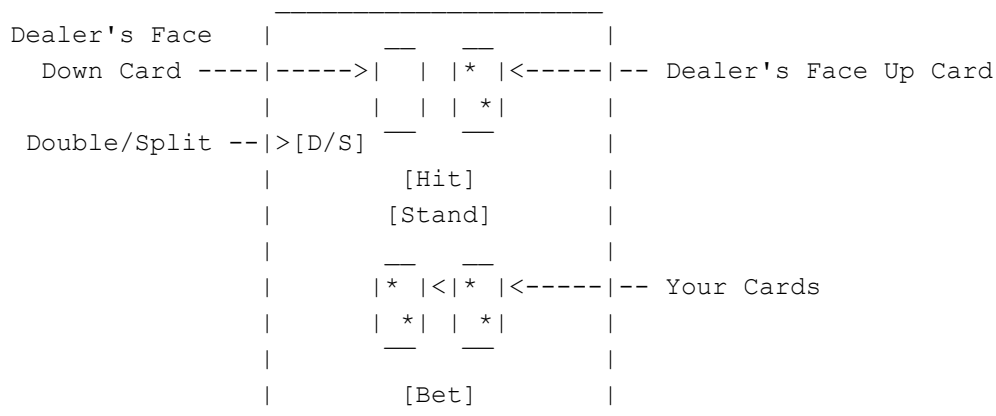 Dealer's Face
Down Card ----|----->|  | |* |<-----|-- Dealer's Face Up Card
|      |  | | *|      |
Double/Split --|>[D/S]
[Hit]
[Stand]
|* |<|* |<-----|-- Your Cards
| *| | *|
[Bet]